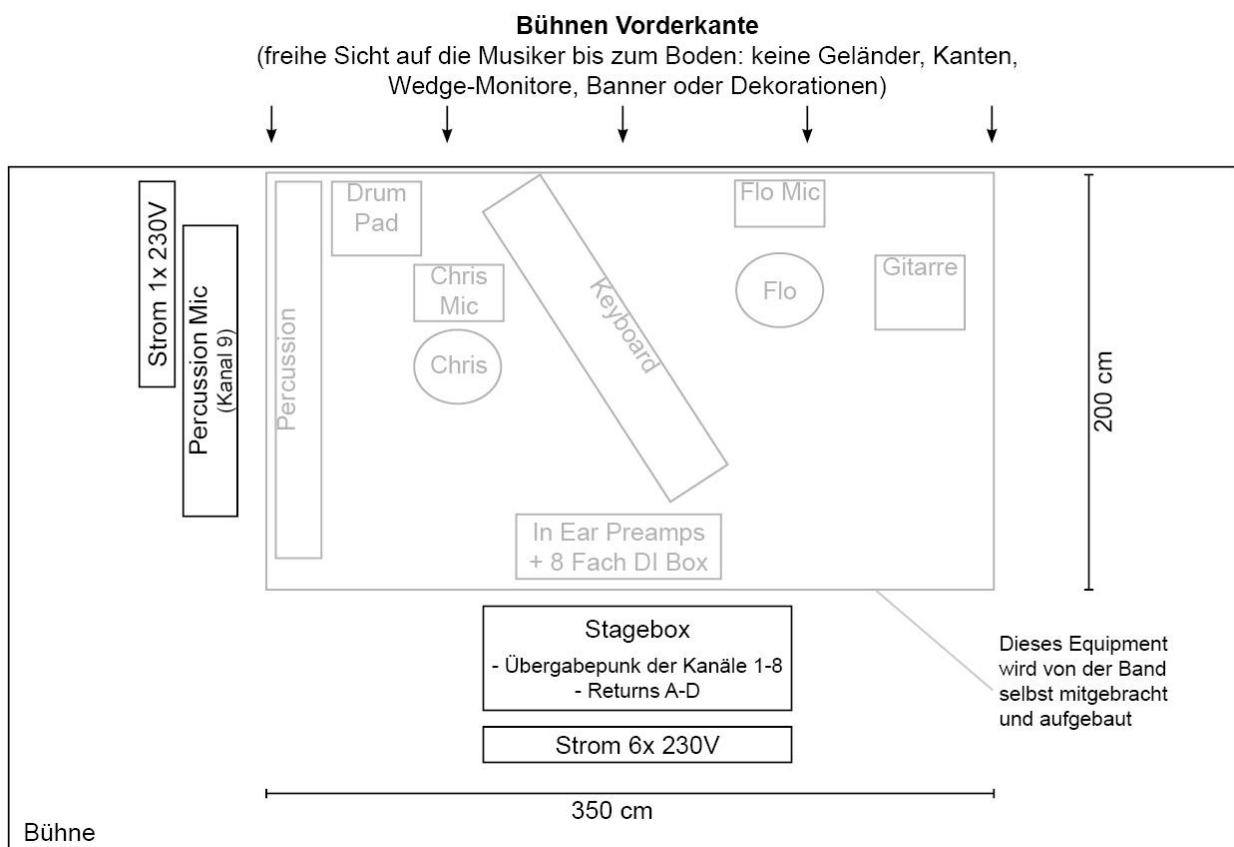 Bühnen Vorderkante
(freihe Sicht auf die Musiker bis zum Boden: keine Geländer, Kanten,
Wedge-Monitore, Banner oder Dekorationen)
Strom 1x 230V
Percussion Mic
(Kanal 9)
Percussion
Drum
Pad
Chris
Mic
Chris
Keyboard
Flo Mic
Flo
Gitarre
200 cm
In Ear Preamps
+ 8 Fach DI Box
Stagebox
- Übergabepunk der Kanäle 1-8
- Returns A-D
Strom 6x 230V
Dieses Equipment
wird von der Band
selbst mitgebracht
und aufgebaut
350 cm
Bühne